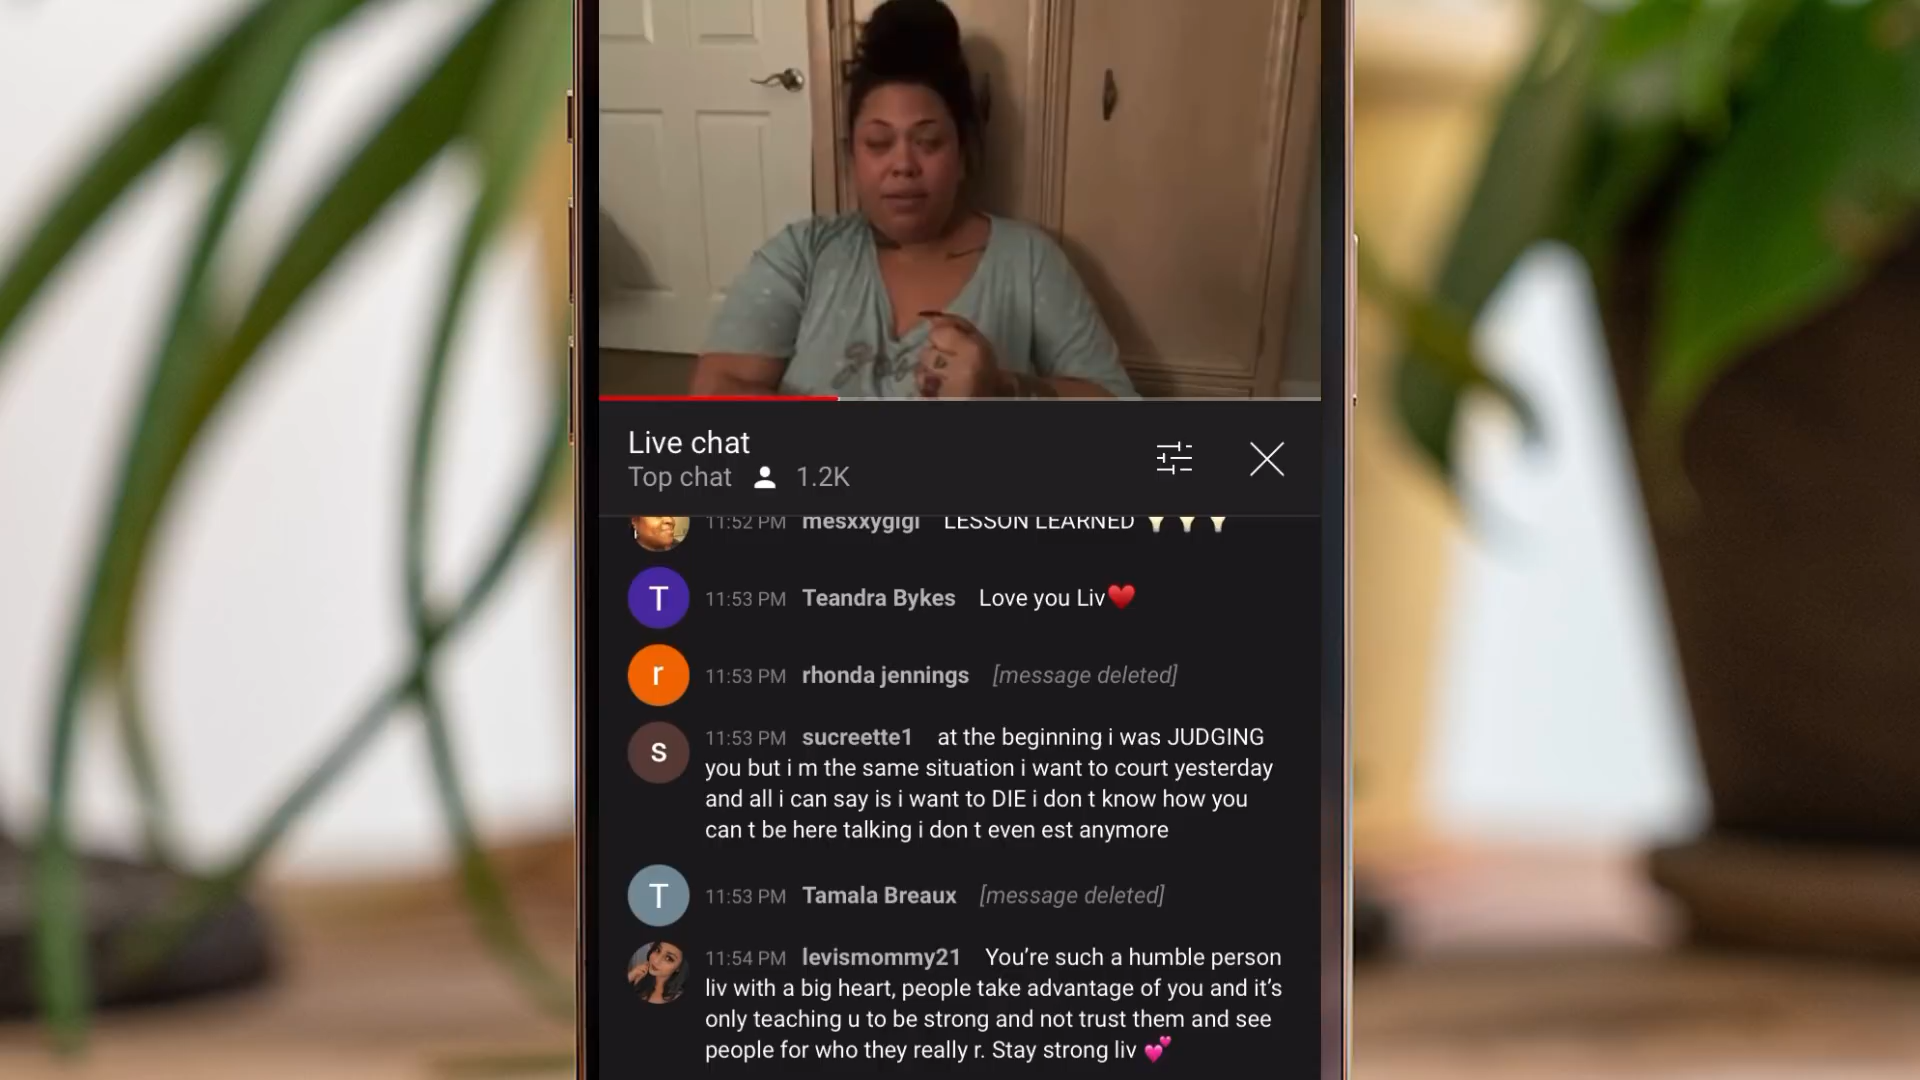 Live chat
Top chat 1.2K
11:52 PM mesxxygigi LESSON LEARNED
T 11:53 PM Teandra Bykes Love you Liv❤️
r 11:53 PM rhonda jennings [message deleted]
s 11:53 PM sucreette1 at the beginning i was JUDGING
you but i m the same situation i want to court yesterday
and all i can say is i want to DIE i don t know how you
can t be here talking i don t even est anymore
T 11:53 PM Tamala Breaux [message deleted]
11:54 PM levismommy21 You’re such a humble person
liv with a big heart, people take advantage of you and it’s
only teaching u to be strong and not trust them and see
people for who they really r. Stay strong liv 💕